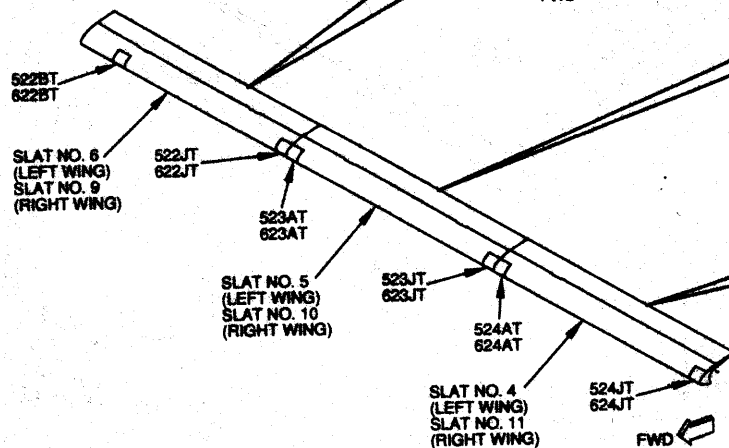 522BT
622BT
SLAT NO. 6
(LEFT WING)
SLAT NO. 9
(RIGHT WING)
522JT
622JT
523AT
623AT
SLAT NO. 5
(LEFT WING)
SLAT NO. 10
(RIGHT WING)
523JT
623JT
524AT
624AT
SLAT NO. 4
(LEFT WING)
SLAT NO. 11
(RIGHT WING)
524JT
624JT
FWD